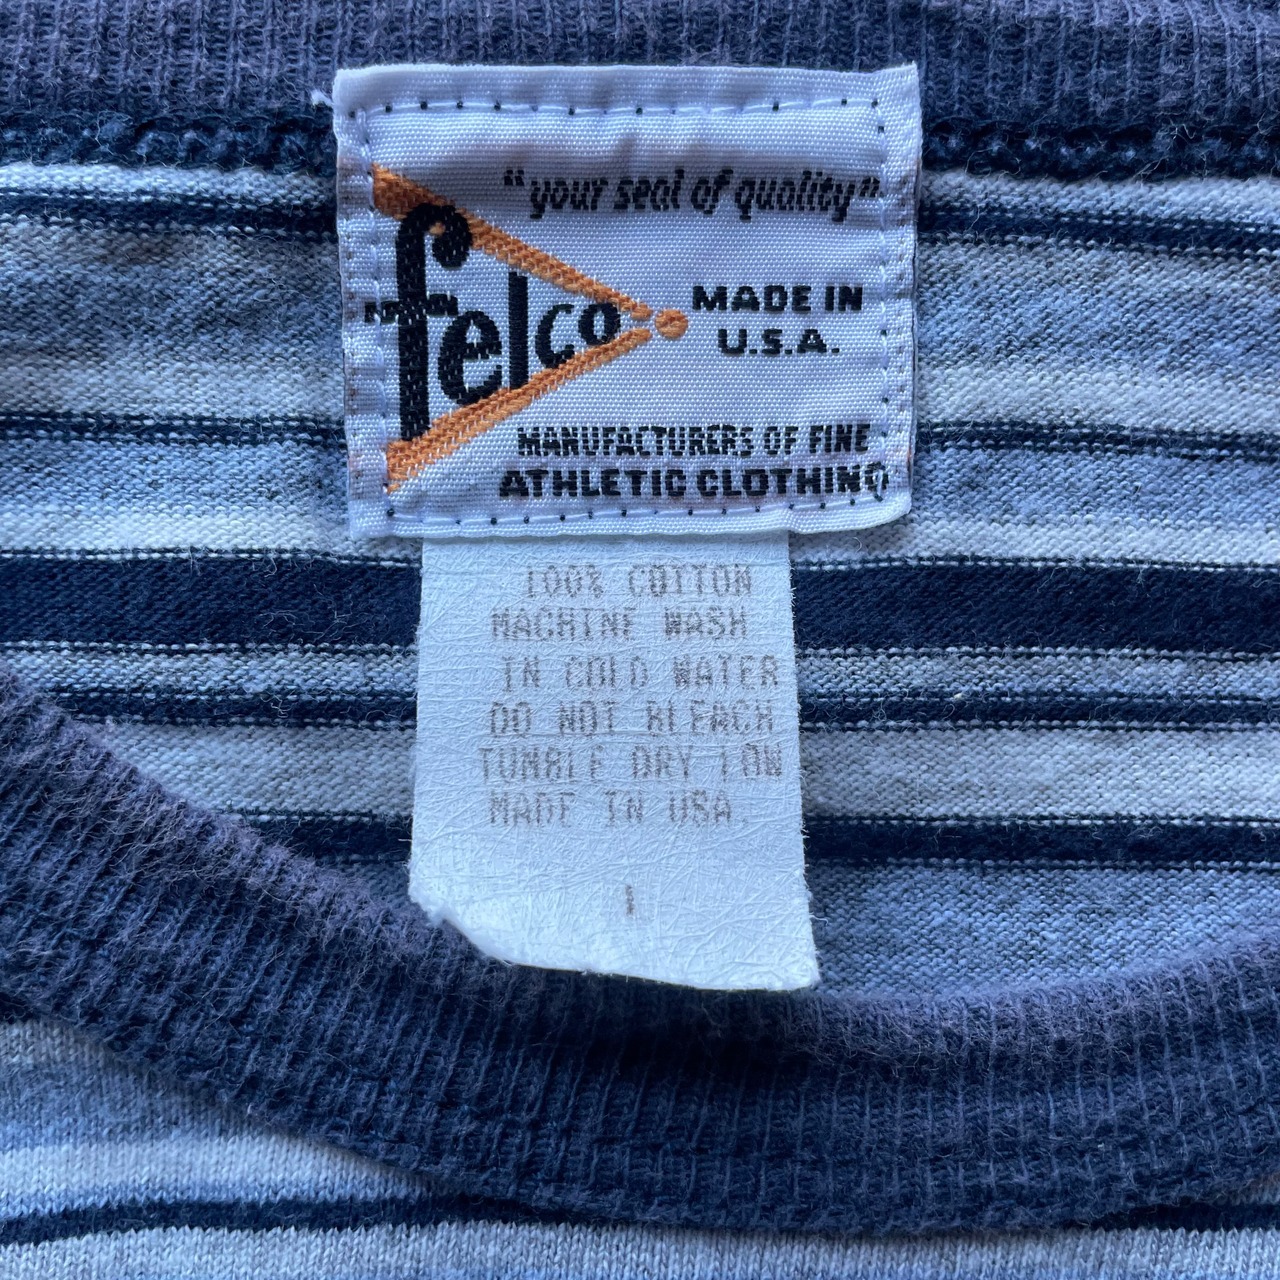 "your seal of quality"
felco
MADE IN
U.S.A.
MANUFACTURERS OF FINE
ATHLETIC CLOTHING
100% COTTON
MACHINE WASH
IN COLD WATER
DO NOT BLEACH
TUMBLE DRY LOW
MADE IN USA.